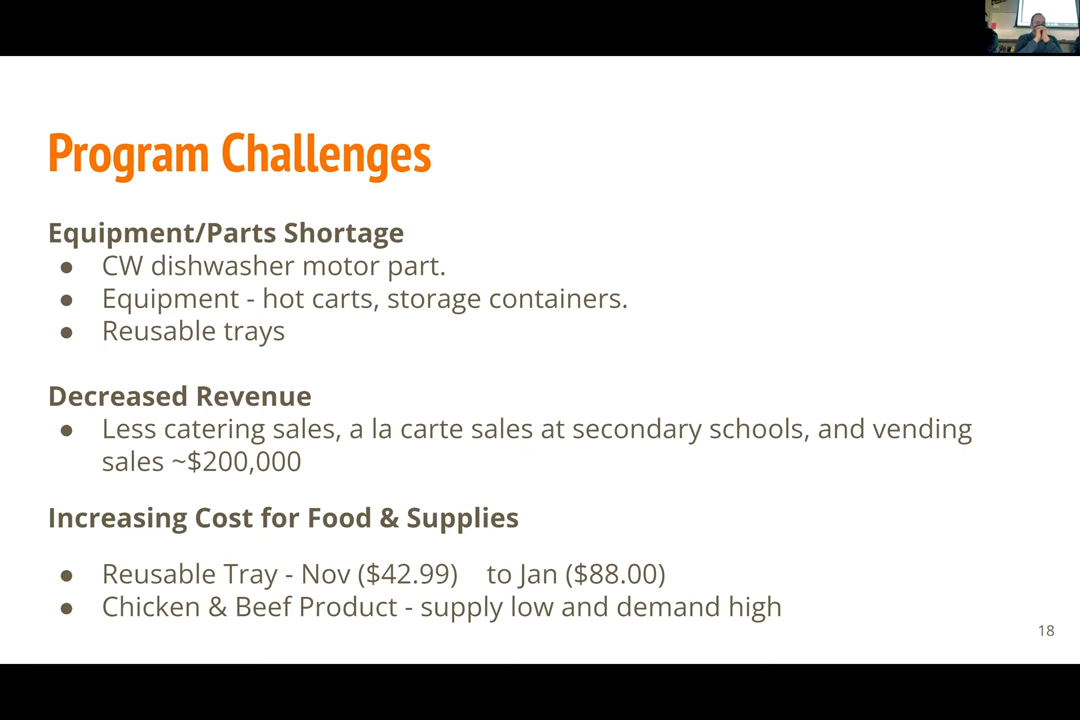 Program Challenges
Equipment/Parts Shortage
● CW dishwasher motor part.
● Equipment - hot carts, storage containers.
● Reusable trays
Decreased Revenue
● Less catering sales, a la carte sales at secondary schools, and vending
sales ~$200,000
Increasing Cost for Food & Supplies
● Reusable Tray - Nov ($42.99) to Jan ($88.00)
● Chicken & Beef Product - supply low and demand high
18